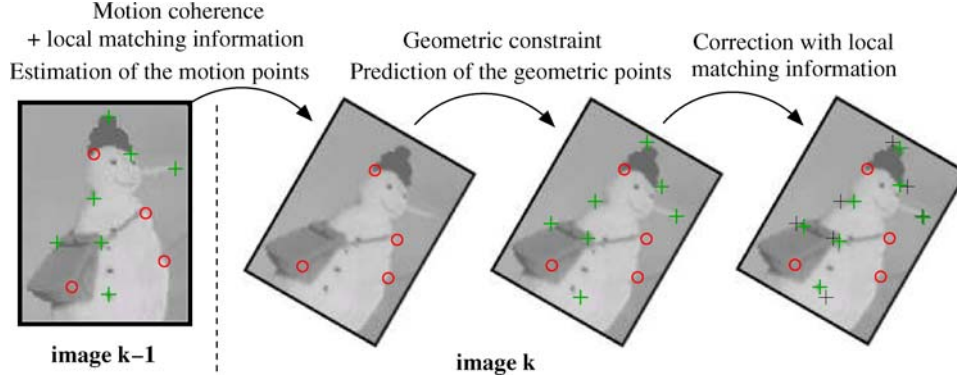 Motion coherence
+ local matching information
Estimation of the motion points
Geometric constraint
Prediction of the geometric points
Correction with local
matching information
image k−1
image k